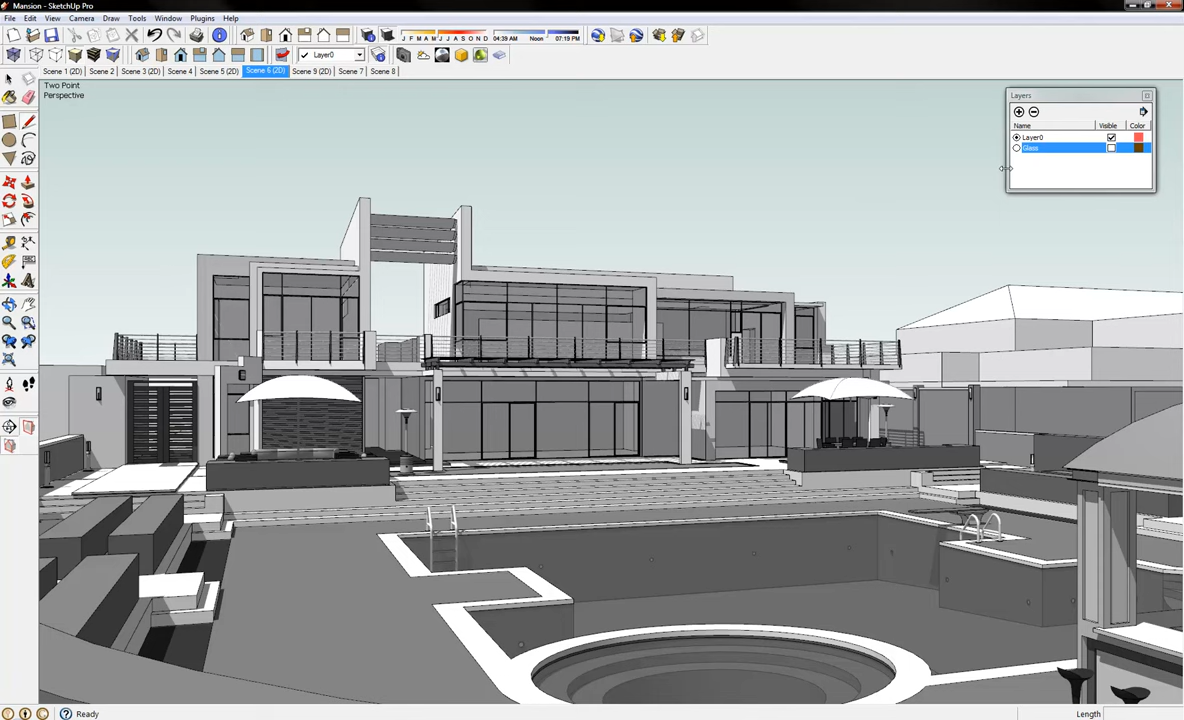 Mansion - SketchUp Pro
File Edit View Camera Draw Tools Window Plugins Help
J F M A M J J A S O N D 04:39 AM Noon 07:19 PM
Layer0
Scene 1 (2D) Scene 2 Scene 3 (2D) Scene 4 Scene 5 (2D) Scene 6 (2D) Scene 9 (2D) Scene 7 Scene 8
Two Point
Perspective
Layers
Name Visible Color
Layer0
Glass
Ready Length